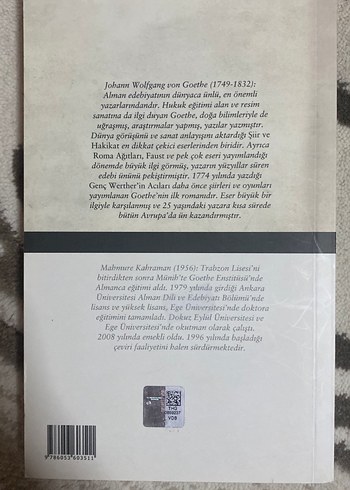 Johann Wolfgang von Goethe (1749-1832):
Alman edebiyatının dünyaca ünlü, en önemli
yazarlarındandır. Hukuk eğitimi alan ve resim
sanatına da ilgi duyan Goethe, doğa bilimleriyle de
uğraşmış, araştırmalar yapmış, yazılar yazmıştır.
Dünya görüşünü ve sanat anlayışını aktardığı Şiir ve
Hakikat en dikkat çekici eserlerinden biridir. Ayrıca
Roma Ağıtları, Faust ve pek çok eseri yayımlandığı
dönemde büyük ilgi görmüş, yazarın yüzyıllar süren
edebi ününü pekiştirmiştir. 1774 yılında yazdığı
Genç Werther'in Acıları daha önce şiirleri ve oyunları
yayımlanan Goethe'nin ilk romanıdır. Eser büyük bir
ilgiyle karşılanmış ve 25 yaşındaki yazara kısa sürede
bütün Avrupa'da ün kazandırmıştır.
Mahmure Kahraman (1956): Trabzon Lisesi'ni
bitirdikten sonra Münih'te Goethe Enstitüsü'nde
Almanca eğitimi aldı. 1979 yılında girdiği Ankara
Üniversitesi Alman Dili ve Edebiyatı Bölümü'nde
lisans ve yüksek lisans, Ege Üniversitesi'nde doktora
eğitimini tamamladı. Dokuz Eylül Üniversitesi ve
Ege Üniversitesi'nde okutman olarak çalıştı.
2008 yılında emekli oldu. 1996 yılında başladığı
çeviri faaliyetini halen sürdürmektedir.